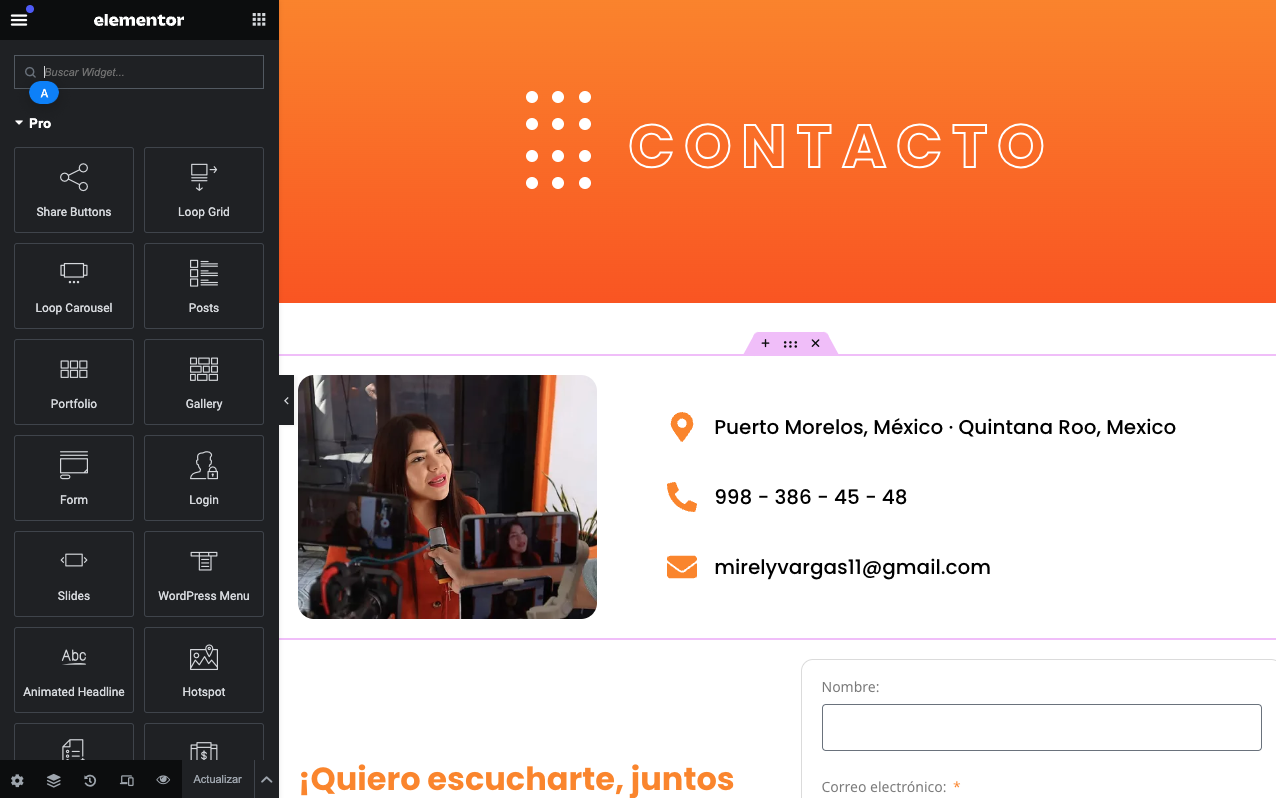 elementor
Buscar Widget...
A
Pro
Share Buttons
Loop Grid
Loop Carousel
Posts
Portfolio
Gallery
Form
Login
Slides
WordPress Menu
Abc
Animated Headline
Hotspot
$
Actualizar
CONTACTO
Puerto Morelos, México · Quintana Roo, Mexico
998 - 386 - 45 - 48
mirelyvargas11@gmail.com
¡Quiero escucharte, juntos
Nombre:
Correo electrónico: *